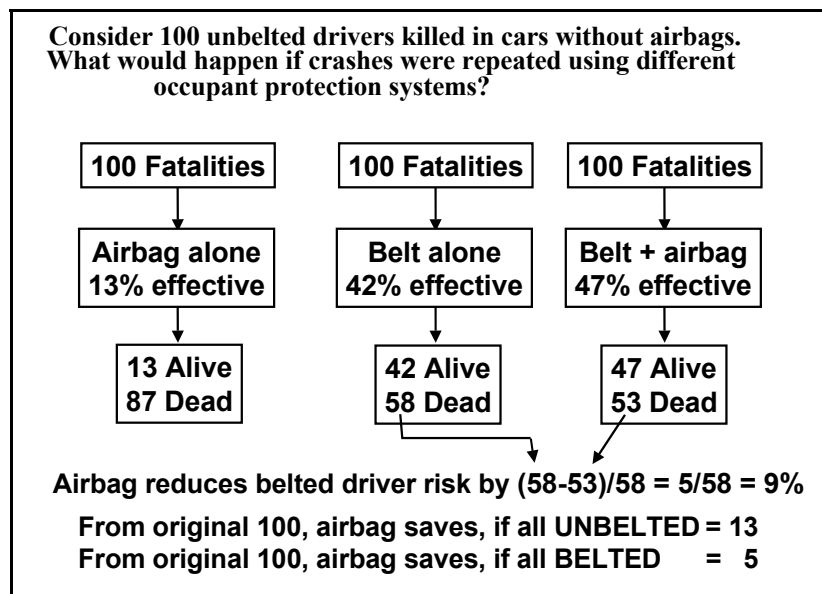 Consider 100 unbelted drivers killed in cars without airbags.
What would happen if crashes were repeated using different
occupant protection systems?
100 Fatalities
Airbag alone
13% effective
13 Alive
87 Dead
100 Fatalities
Belt alone
42% effective
42 Alive
58 Dead
100 Fatalities
Belt + airbag
47% effective
47 Alive
53 Dead
Airbag reduces belted driver risk by (58-53)/58 = 5/58 = 9%
From original 100, airbag saves, if all UNBELTED = 13
From original 100, airbag saves, if all BELTED = 5